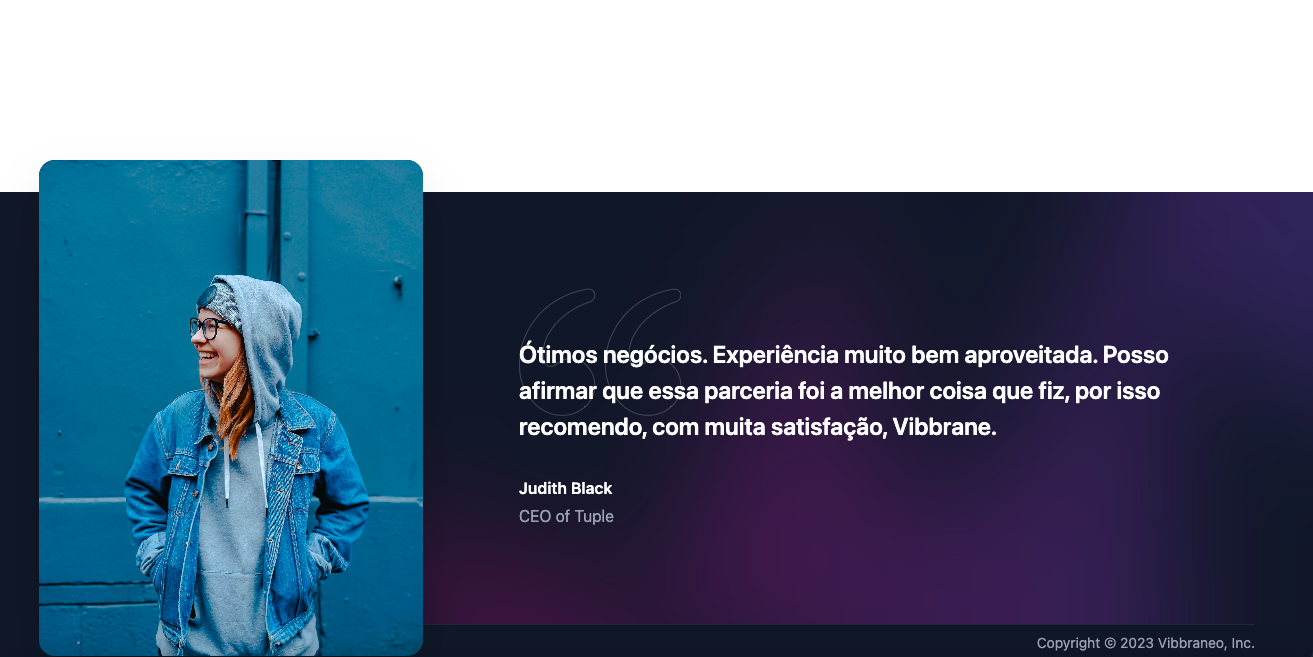 Ótimos negócios. Experiência muito bem aproveitada. Posso
afirmar que essa parceria foi a melhor coisa que fiz, por isso
recomendo, com muita satisfação, Vibbrane.
Judith Black
CEO of Tuple
Copyright © 2023 Vibbraneo, Inc.